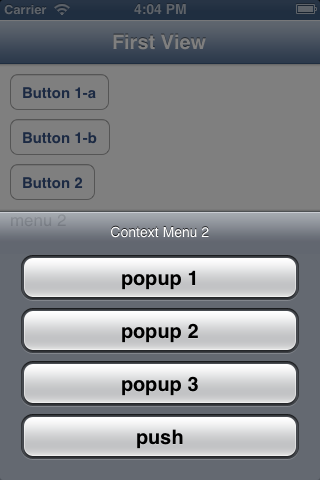 Carrier 4:04 PM
First View
Button 1-a
Button 1-b
Button 2
menu 2
Context Menu 2
popup 1
popup 2
popup 3
push